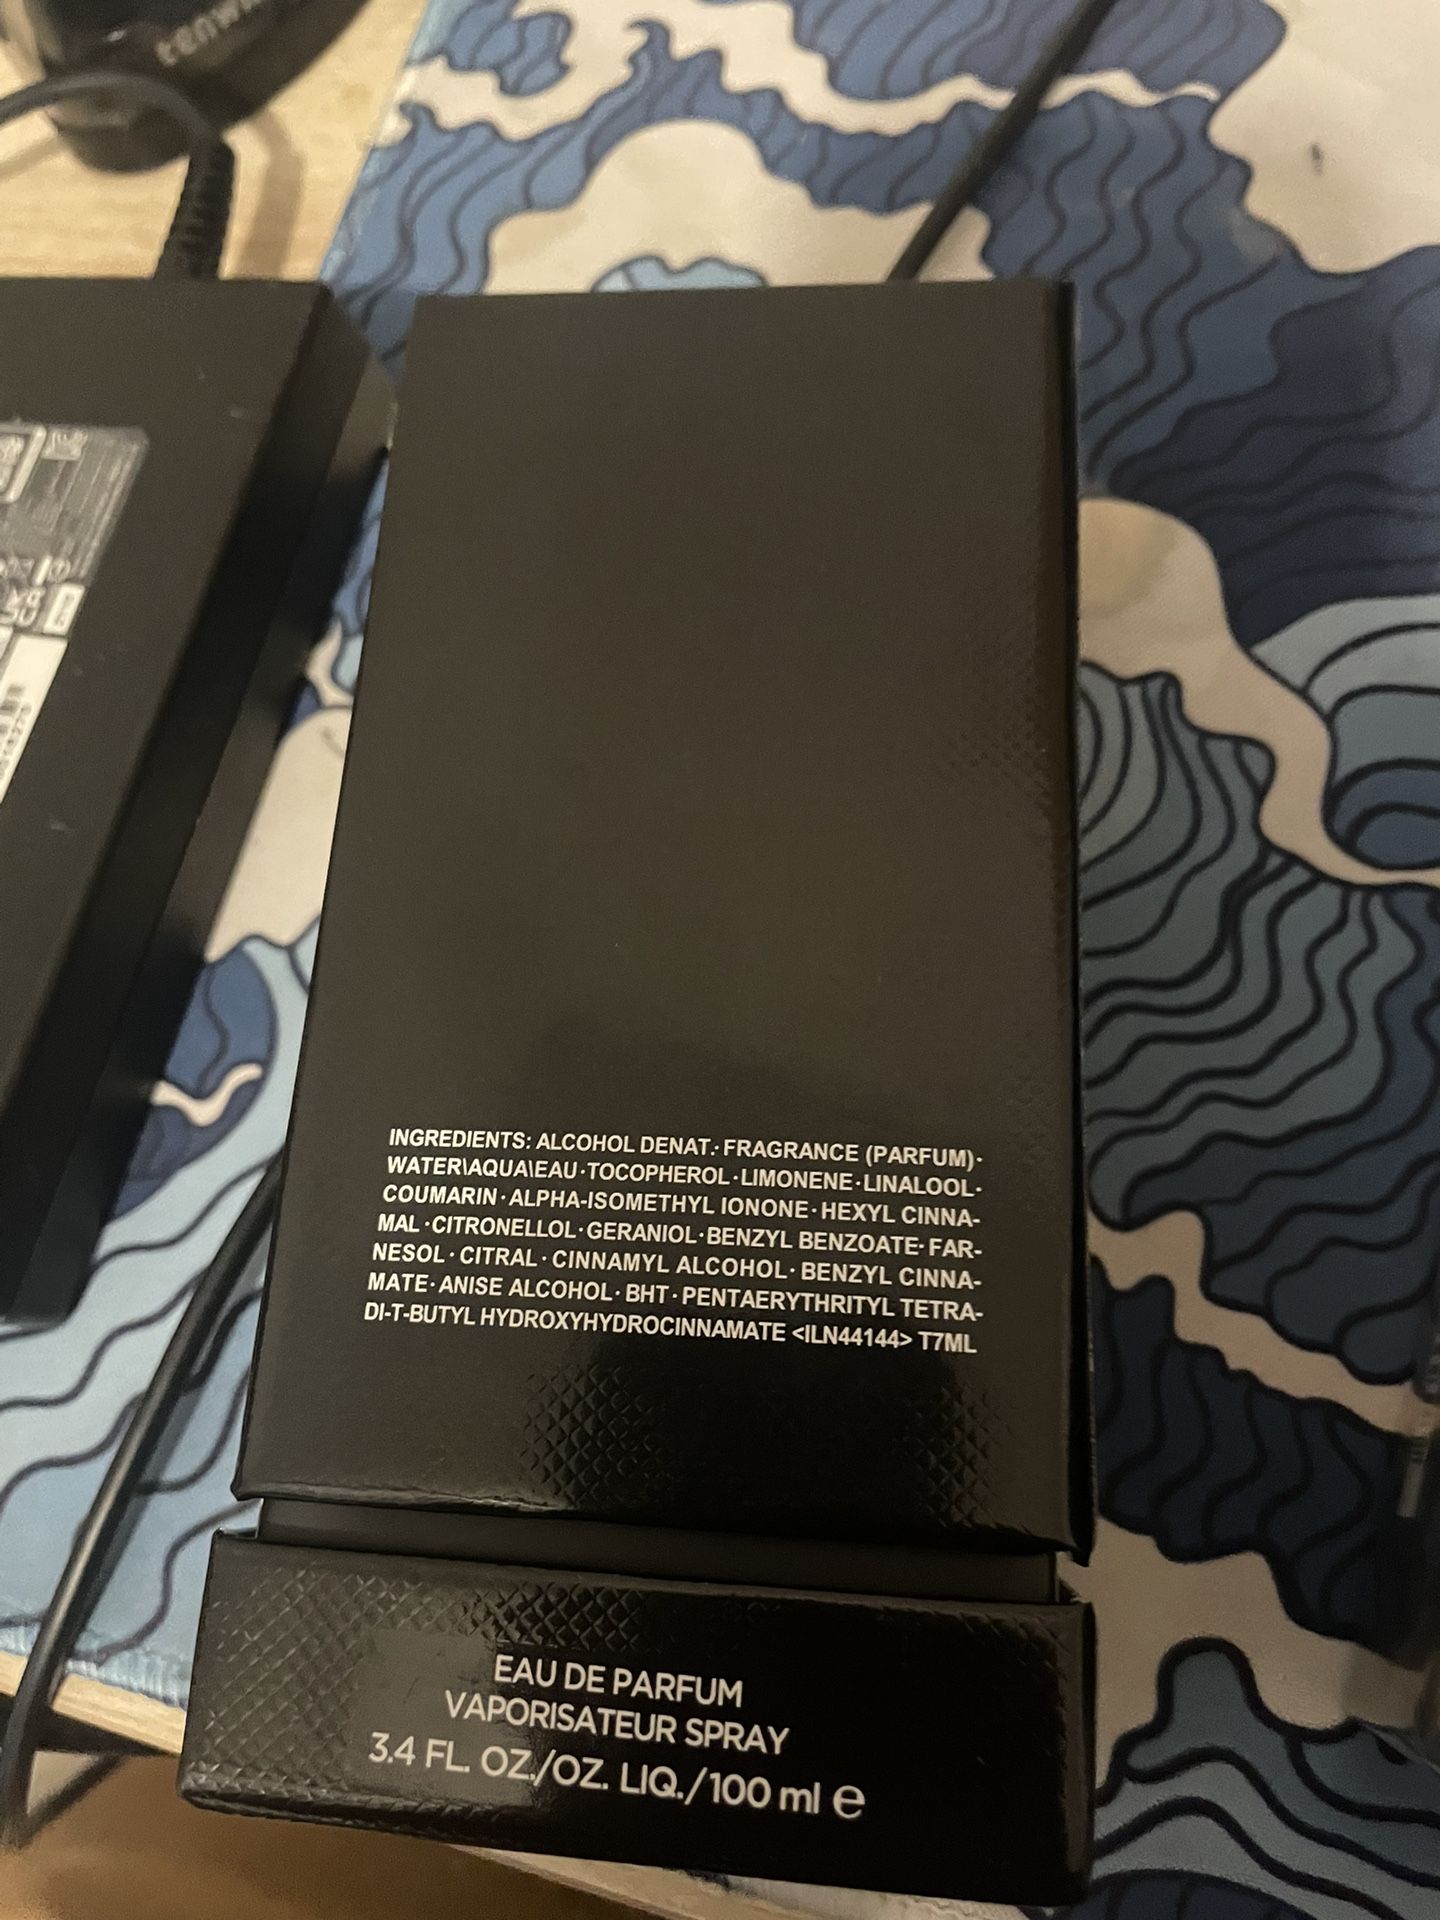 INGREDIENTS: ALCOHOL DENAT.· FRAGRANCE (PARFUM)·
WATER\AQUA\EAU·TOCOPHEROL·LIMONENE·LINALOOL·
COUMARIN·ALPHA-ISOMETHYL IONONE·HEXYL CINNA-
MAL·CITRONELLOL·GERANIOL·BENZYL BENZOATE·FAR-
NESOL·CITRAL·CINNAMYL ALCOHOL·BENZYL CINNA-
MATE·ANISE ALCOHOL·BHT·PENTAERYTHRITYL TETRA-
DI-T-BUTYL HYDROXYHYDROCINNAMATE <ILN44144> T7ML
EAU DE PARFUM
VAPORISATEUR SPRAY
3.4 FL. OZ./OZ. LIQ./100 ml ℮